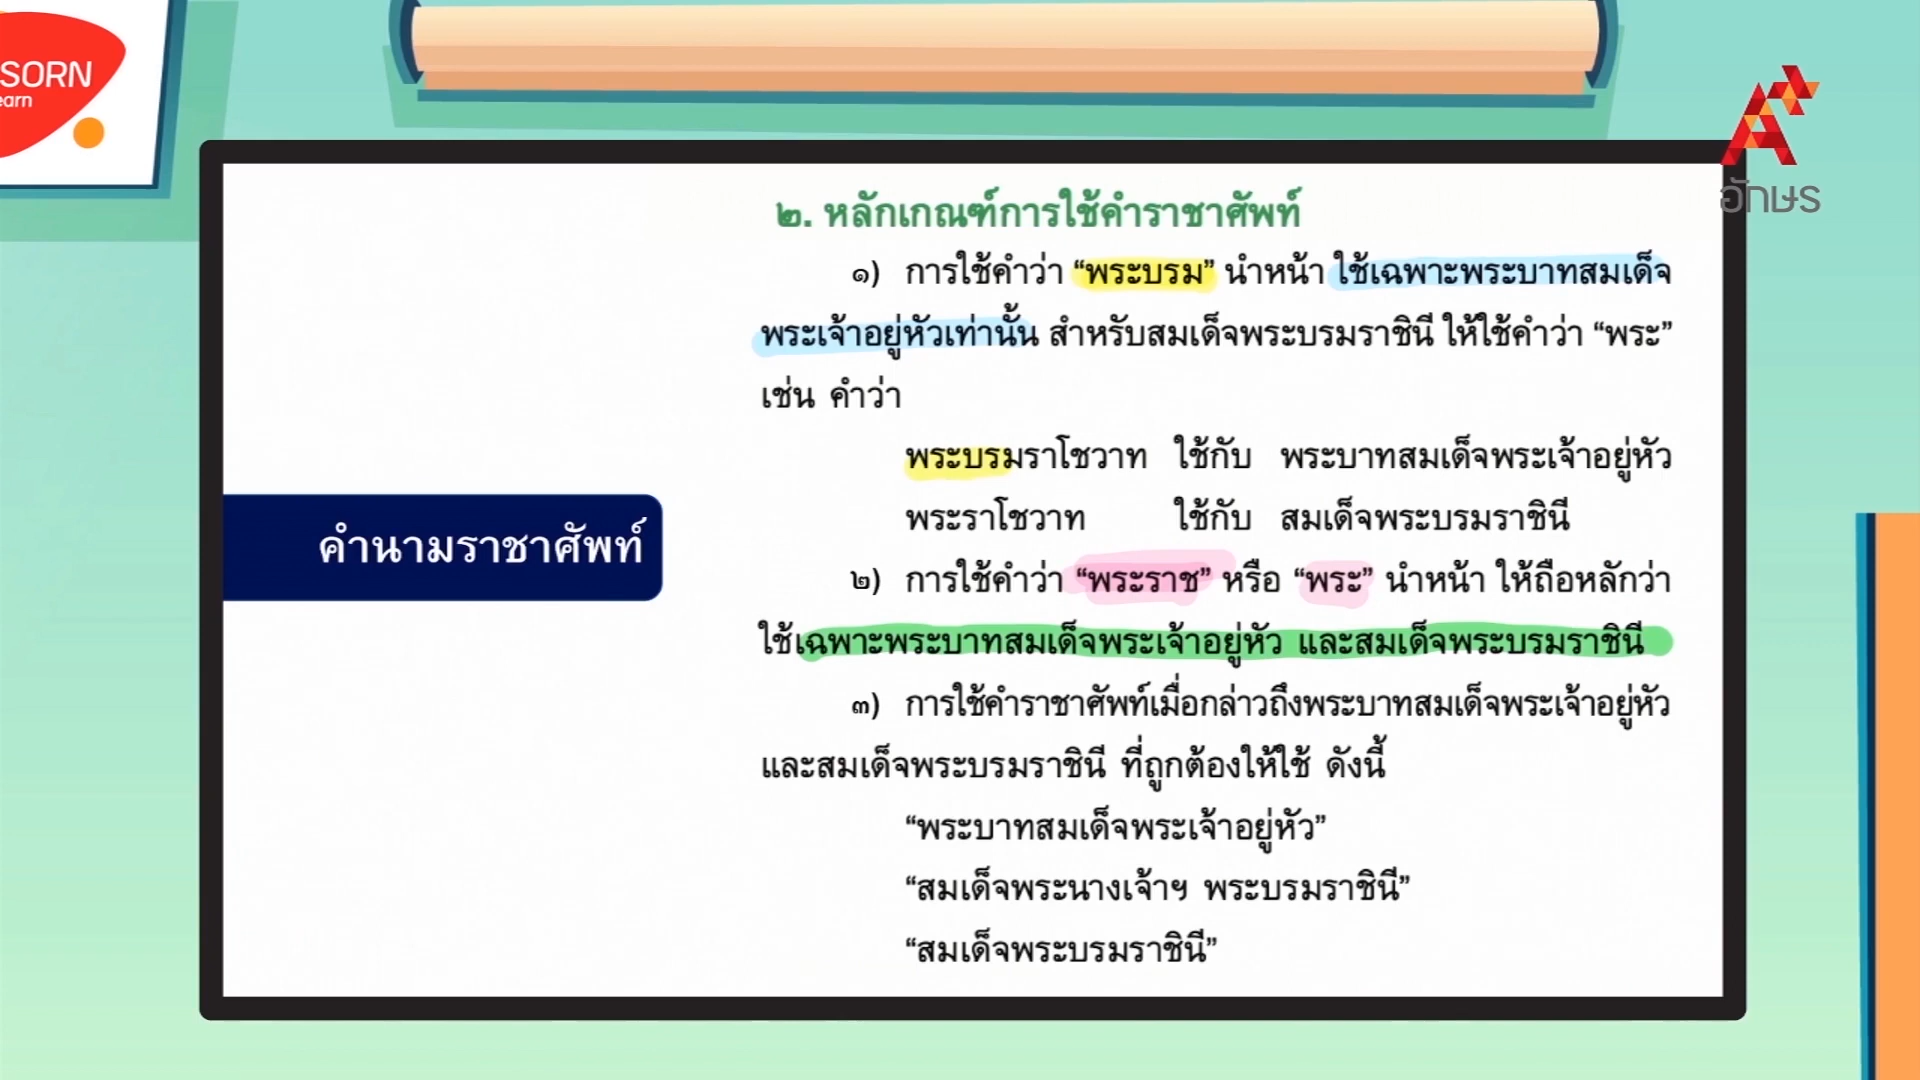 SORN
earn
อักษร
๒. หลักเกณฑ์การใช้คำราชาศัพท์
๑) การใช้คำว่า “พระบรม” นำหน้า ใช้เฉพาะพระบาทสมเด็จ
พระเจ้าอยู่หัวเท่านั้น สำหรับสมเด็จพระบรมราชินี ให้ใช้คำว่า “พระ”
เช่น คำว่า
พระบรมราโชวาท ใช้กับ พระบาทสมเด็จพระเจ้าอยู่หัว
พระราโชวาท ใช้กับ สมเด็จพระบรมราชินี
คำนามราชาศัพท์
๒) การใช้คำว่า “พระราช” หรือ “พระ” นำหน้า ให้ถือหลักว่า
ใช้เฉพาะพระบาทสมเด็จพระเจ้าอยู่หัว และสมเด็จพระบรมราชินี
๓) การใช้คำราชาศัพท์เมื่อกล่าวถึงพระบาทสมเด็จพระเจ้าอยู่หัว
และสมเด็จพระบรมราชินี ที่ถูกต้องให้ใช้ ดังนี้
“พระบาทสมเด็จพระเจ้าอยู่หัว”
“สมเด็จพระนางเจ้าฯ พระบรมราชินี”
“สมเด็จพระบรมราชินี”